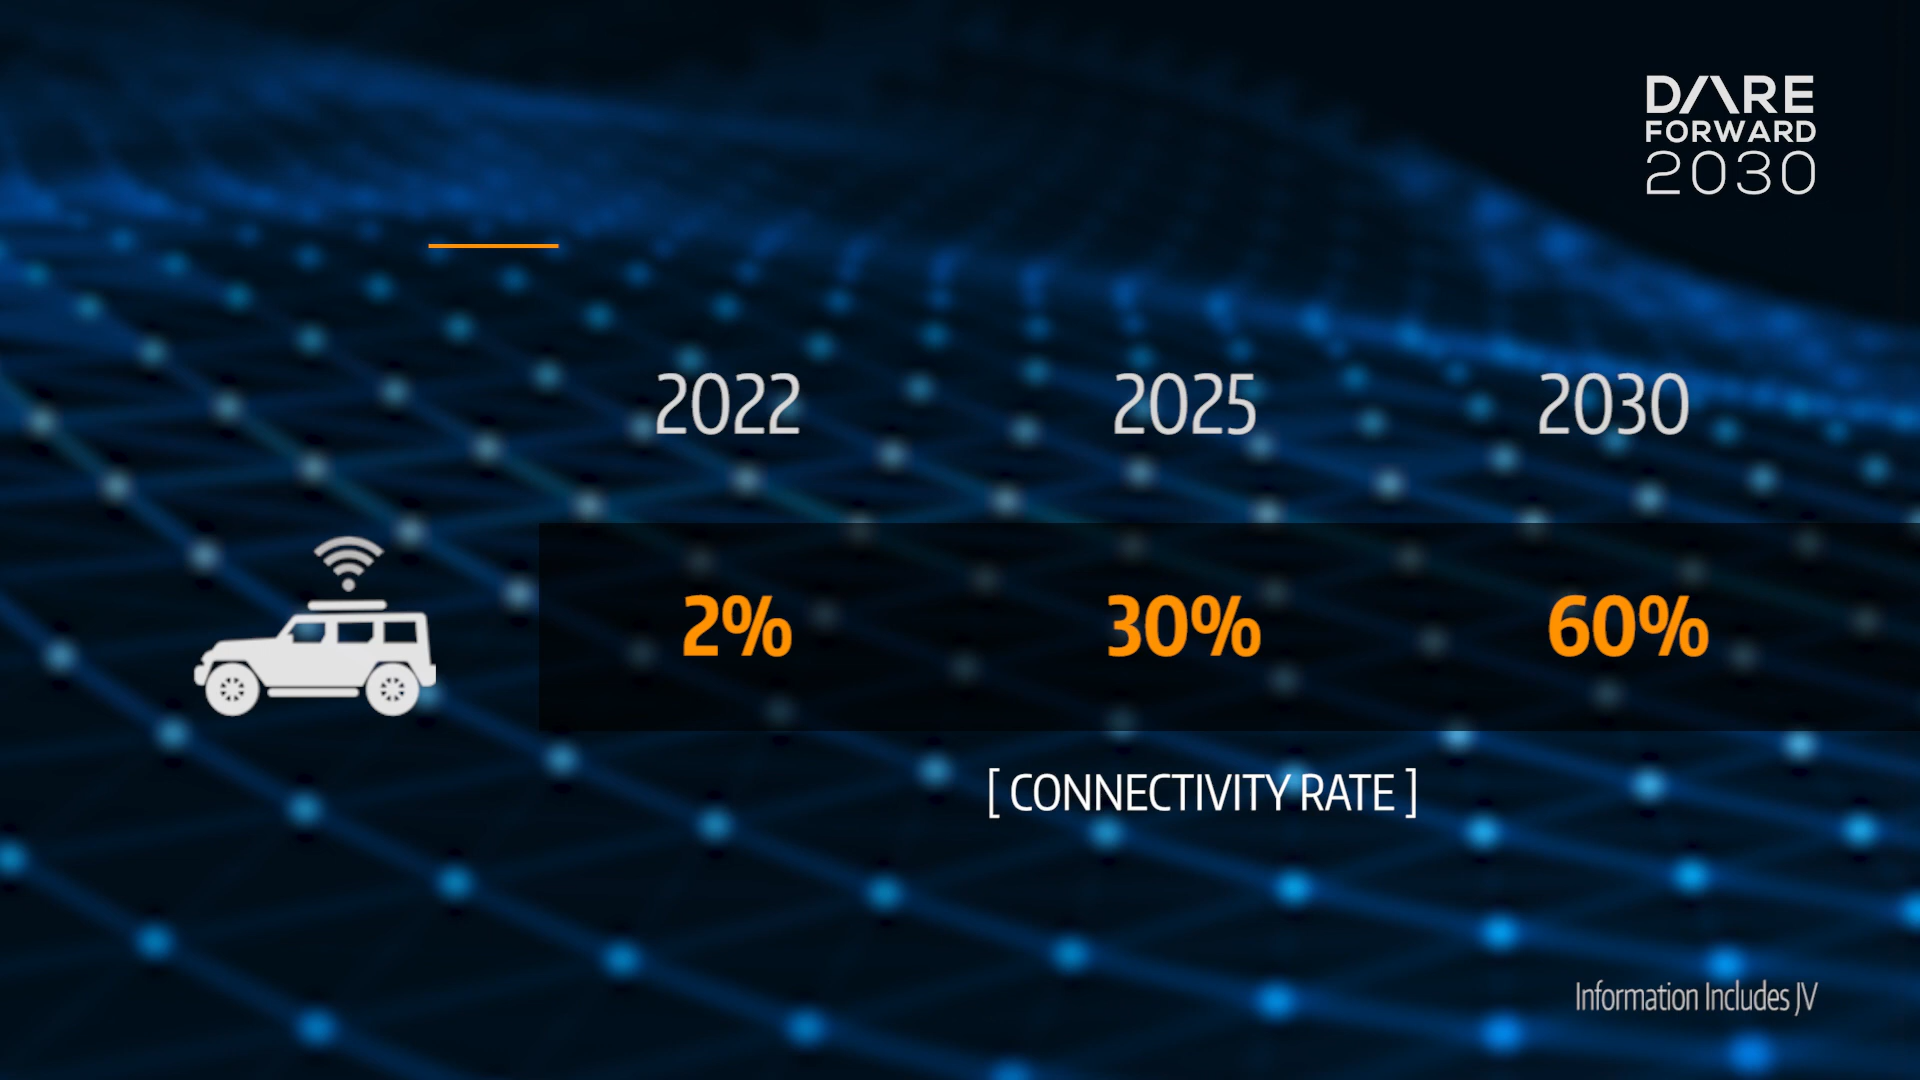 DARE
FORWARD
2030
2022 2025 2030
2% 30% 60%
[ CONNECTIVITY RATE ]
Information Includes JV